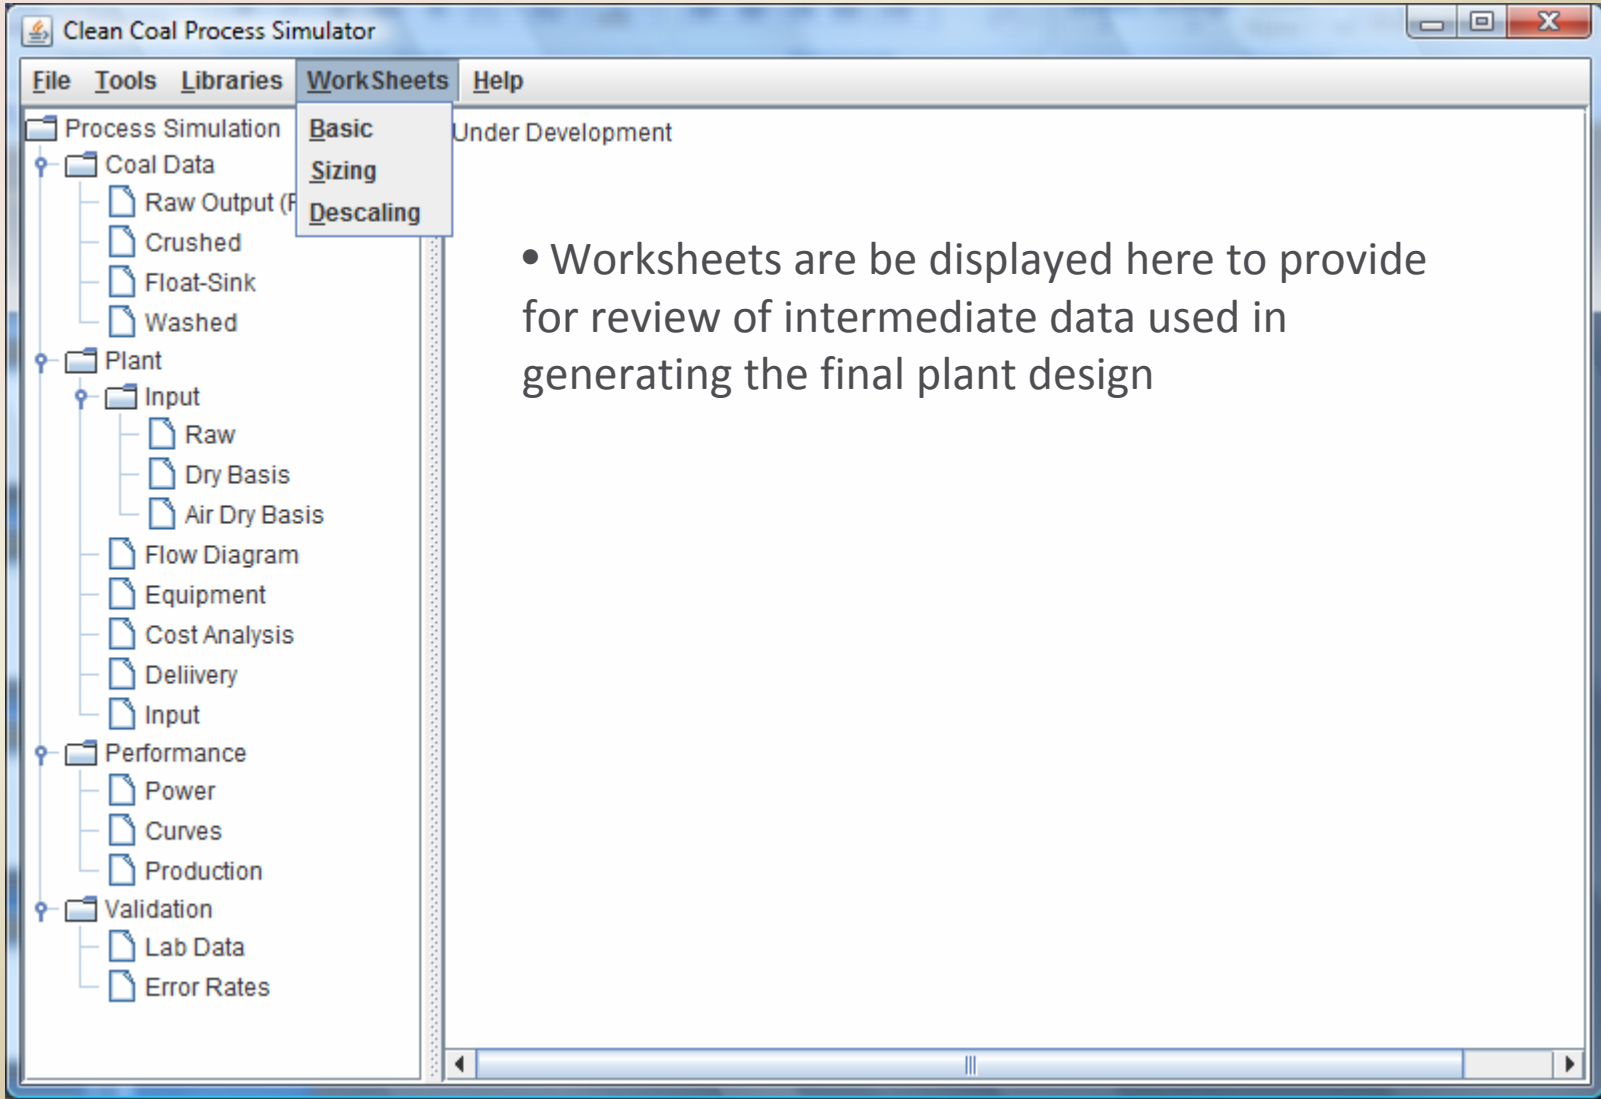 Clean Coal Process Simulator
File Tools Libraries WorkSheets Help
Basic
Sizing
Descaling
Process Simulation
Coal Data
Raw Output (
Crushed
Float-Sink
Washed
Plant
Input
Raw
Dry Basis
Air Dry Basis
Flow Diagram
Equipment
Cost Analysis
Deliivery
Input
Performance
Power
Curves
Production
Validation
Lab Data
Error Rates
Under Development
• Worksheets are be displayed here to provide
for review of intermediate data used in
generating the final plant design